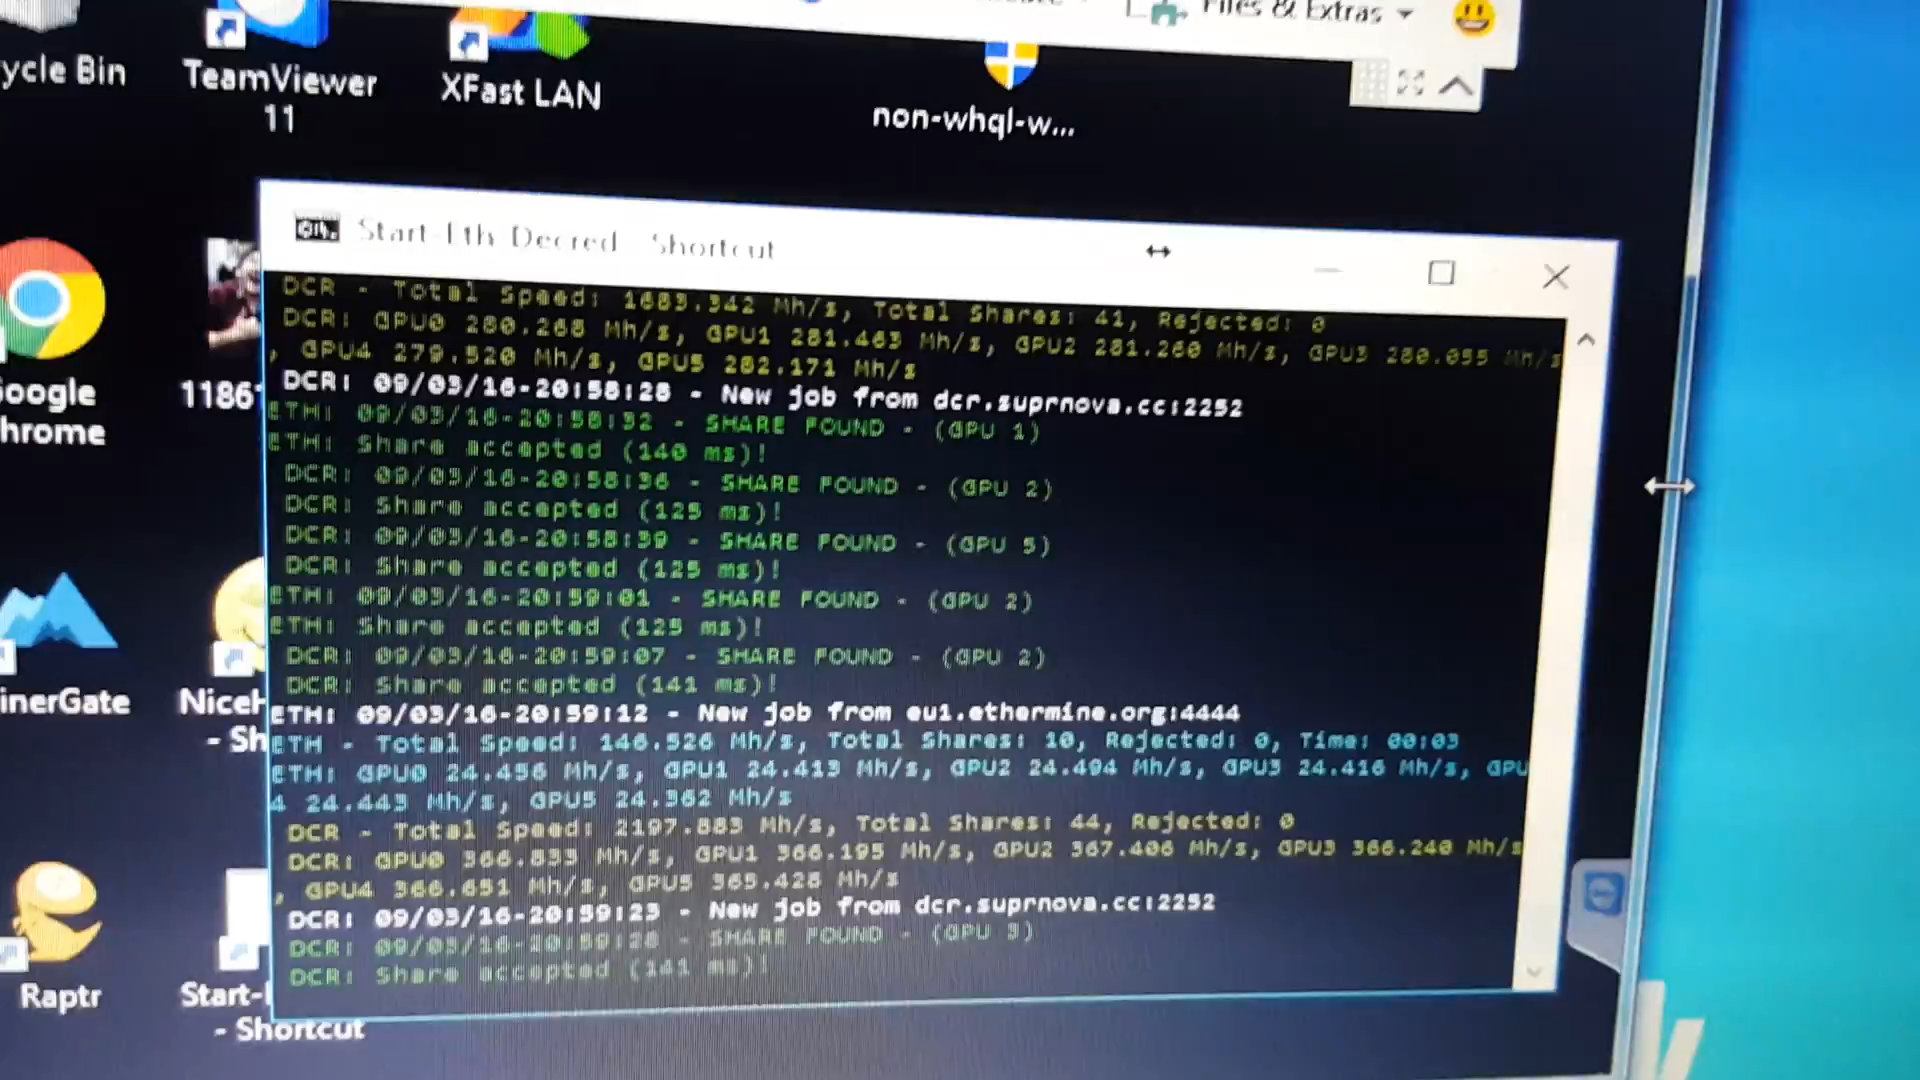 Files & Extras
ycle Bin
TeamViewer
11
XFast LAN
non-whql-w...
Start-Eth Decred - Shortcut
DCR - Total Speed: 1683.342 Mh/s, Total Shares: 41, Rejected: 0
DCR: GPU0 280.268 Mh/s, GPU1 281.463 Mh/s, GPU2 281.260 Mh/s, GPU3 280.055 Mh/s
, GPU4 279.520 Mh/s, GPU5 282.171 Mh/s
DCR: 09/03/16-20:58:28 - New job from dcr.suprnova.cc:2252
ETH: 09/03/16-20:58:32 - SHARE FOUND - (GPU 1)
ETH: Share accepted (140 ms)!
DCR: 09/03/16-20:58:36 - SHARE FOUND - (GPU 2)
DCR: Share accepted (125 ms)!
DCR: 09/03/16-20:58:39 - SHARE FOUND - (GPU 5)
DCR: Share accepted (125 ms)!
ETH: 09/03/16-20:59:01 - SHARE FOUND - (GPU 2)
ETH: Share accepted (125 ms)!
DCR: 09/03/16-20:59:07 - SHARE FOUND - (GPU 2)
DCR: Share accepted (141 ms)!
ETH: 09/03/16-20:59:12 - New job from eu1.ethermine.org:4444
ETH - Total Speed: 146.526 Mh/s, Total Shares: 10, Rejected: 0, Time: 00:03
ETH: GPU0 24.456 Mh/s, GPU1 24.413 Mh/s, GPU2 24.494 Mh/s, GPU3 24.416 Mh/s, GPU
4 24.443 Mh/s, GPU5 24.362 Mh/s
DCR - Total Speed: 2197.883 Mh/s, Total Shares: 44, Rejected: 0
DCR: GPU0 366.833 Mh/s, GPU1 366.195 Mh/s, GPU2 367.406 Mh/s, GPU3 366.240 Mh/s
, GPU4 366.651 Mh/s, GPU5 365.428 Mh/s
DCR: 09/03/16-20:59:23 - New job from dcr.suprnova.cc:2252
DCR: 09/03/16-20:59:28 - SHARE FOUND - (GPU 3)
DCR: Share accepted (141 ms)!
Google
hrome
1186
inerGate
NiceH
- Sh
Raptr
Start-
- Shortcut